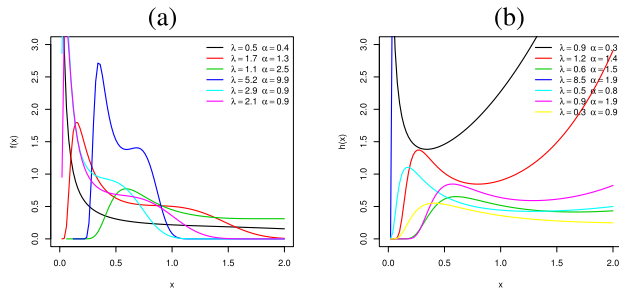 (a)
f(x)
3.0
2.5
2.0
1.5
1.0
0.5
0.0
λ=0.5 α=0.4
λ=1.7 α=1.3
λ=1.1 α=2.5
λ=5.2 α=9.9
λ=2.9 α=0.9
λ=2.1 α=0.9
0.0 0.5 1.0 1.5 2.0
x
(b)
h(x)
3.0
2.5
2.0
1.5
1.0
0.5
0.0
λ=0.9 α=0.3
λ=1.2 α=1.4
λ=0.6 α=1.5
λ=8.5 α=1.9
λ=0.5 α=0.8
λ=0.9 α=1.9
λ=0.3 α=0.9
0.0 0.5 1.0 1.5 2.0
x